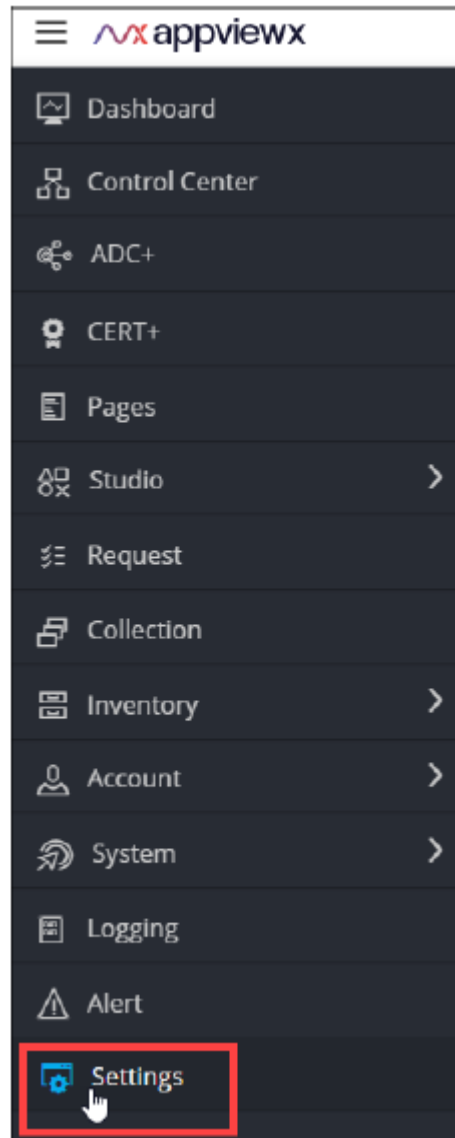 appviewx
Dashboard
Control Center
ADC+
CERT+
Pages
Studio
Request
Collection
Inventory
Account
System
Logging
Alert
Settings